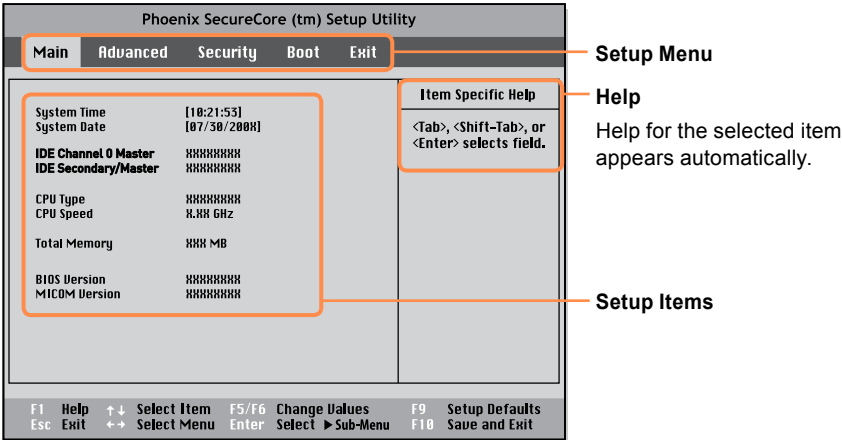 Phoenix SecureCore (tm) Setup Utility
Main Advanced Security Boot Exit
Setup Menu
Item Specific Help
Help
<Tab>, <Shift-Tab>, or
<Enter> selects field.
Help for the selected item
appears automatically.
System Time [10:21:53]
System Date [07/30/200X]
IDE Channel 0 Master XXXXXXXX
IDE Secondary/Master XXXXXXXX
CPU Type XXXXXXXX
CPU Speed X.XX GHz
Total Memory XXX MB
BIOS Version XXXXXXXX
MICOM Version XXXXXXXX
Setup Items
F1 Help ↑↓ Select Item F5/F6 Change Values F9 Setup Defaults
Esc Exit ←→ Select Menu Enter Select ▶Sub-Menu F10 Save and Exit